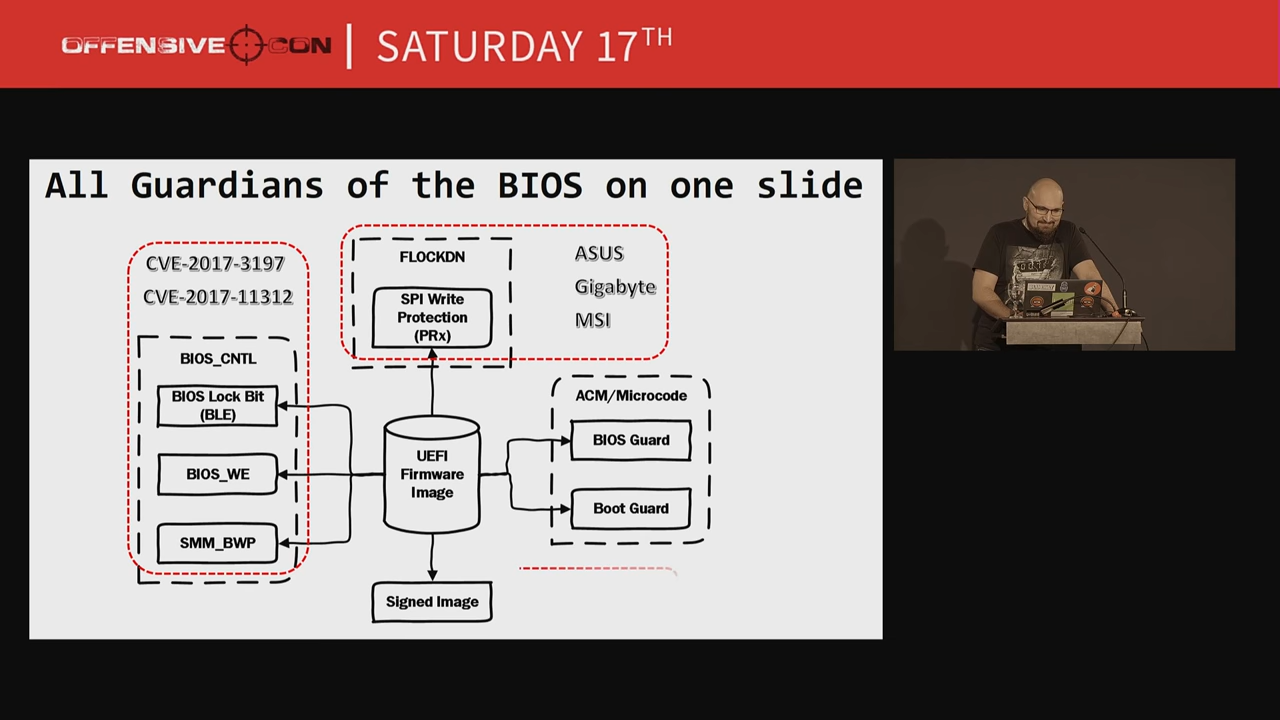 OFFENSIVE CON | SATURDAY 17TH
All Guardians of the BIOS on one slide
CVE-2017-3197
CVE-2017-11312
BIOS_CNTL
BIOS Lock Bit
(BLE)
BIOS_WE
SMM_BWP
FLOCKDN
SPI Write
Protection
(PRx)
ASUS
Gigabyte
MSI
UEFI
Firmware
Image
Signed Image
ACM/Microcode
BIOS Guard
Boot Guard